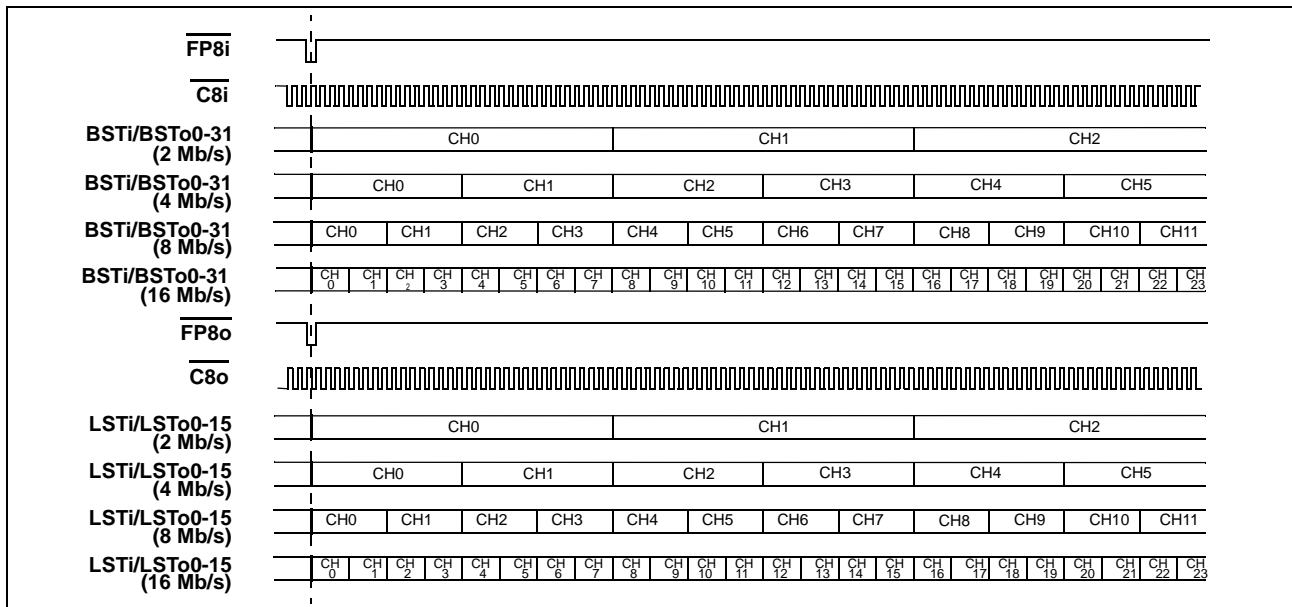 FP8i
C8i
BSTi/BSTo0-31
(2 Mb/s)
CH0 CH1 CH2
BSTi/BSTo0-31
(4 Mb/s)
CH0 CH1 CH2 CH3 CH4 CH5
BSTi/BSTo0-31
(8 Mb/s)
CH0 CH1 CH2 CH3 CH4 CH5 CH6 CH7 CH8 CH9 CH10 CH11
BSTi/BSTo0-31
(16 Mb/s)
CH CH CH CH CH CH CH CH CH CH CH CH CH CH CH CH CH CH CH CH CH CH CH CH
0 1 2 3 4 5 6 7 8 9 10 11 12 13 14 15 16 17 18 19 20 21 22 23
FP8o
C8o
LSTi/LSTo0-15
(2 Mb/s)
CH0 CH1 CH2
LSTi/LSTo0-15
(4 Mb/s)
CH0 CH1 CH2 CH3 CH4 CH5
LSTi/LSTo0-15
(8 Mb/s)
CH0 CH1 CH2 CH3 CH4 CH5 CH6 CH7 CH8 CH9 CH10 CH11
LSTi/LSTo0-15
(16 Mb/s)
CH CH CH CH CH CH CH CH CH CH CH CH CH CH CH CH CH CH CH CH CH CH CH CH
0 1 2 3 4 5 6 7 8 9 10 11 12 13 14 15 16 17 18 19 20 21 22 23